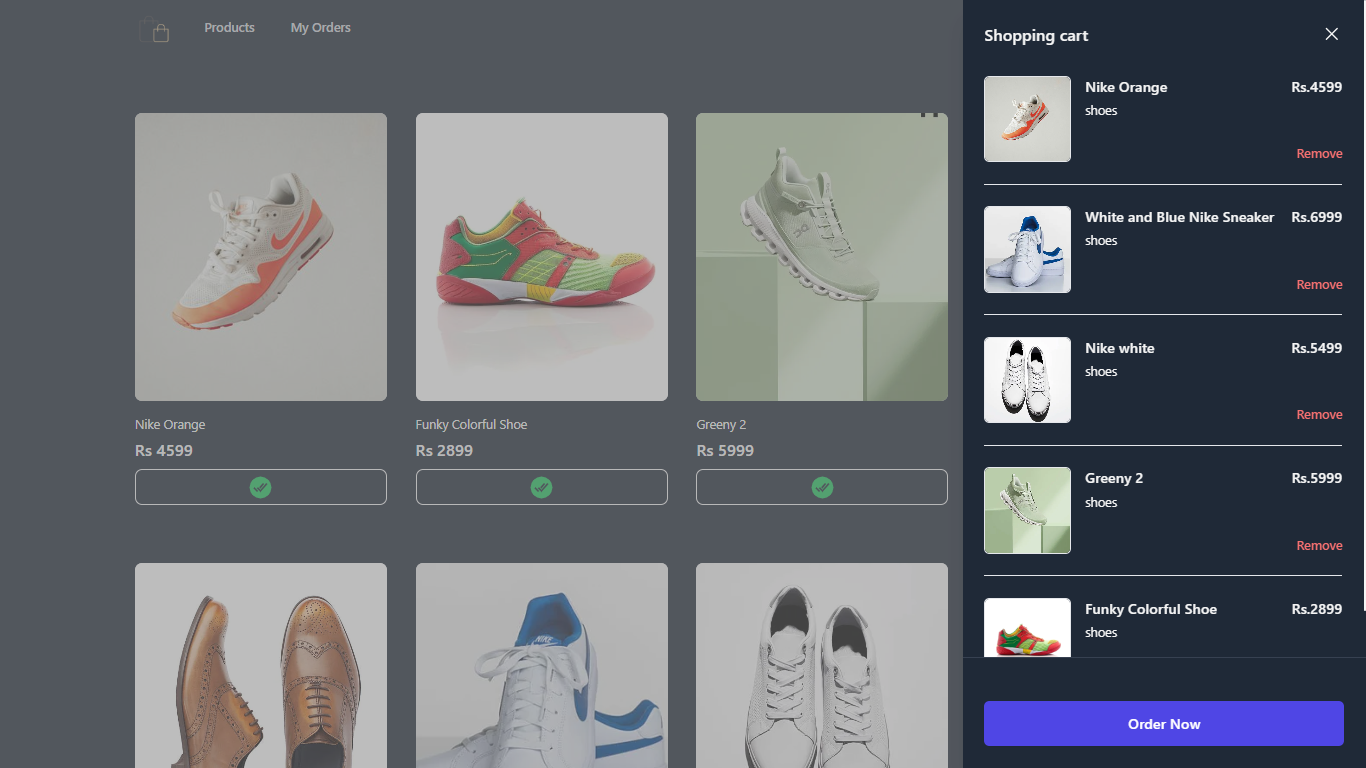 Products
My Orders
Nike Orange
Rs 4599
Funky Colorful Shoe
Rs 2899
Greeny 2
Rs 5999
NIKE
Shopping cart
Nike Orange
Rs.4599
shoes
Remove
White and Blue Nike Sneaker
Rs.6999
shoes
Remove
Nike white
Rs.5499
shoes
Remove
Greeny 2
Rs.5999
shoes
Remove
Funky Colorful Shoe
Rs.2899
shoes
Order Now